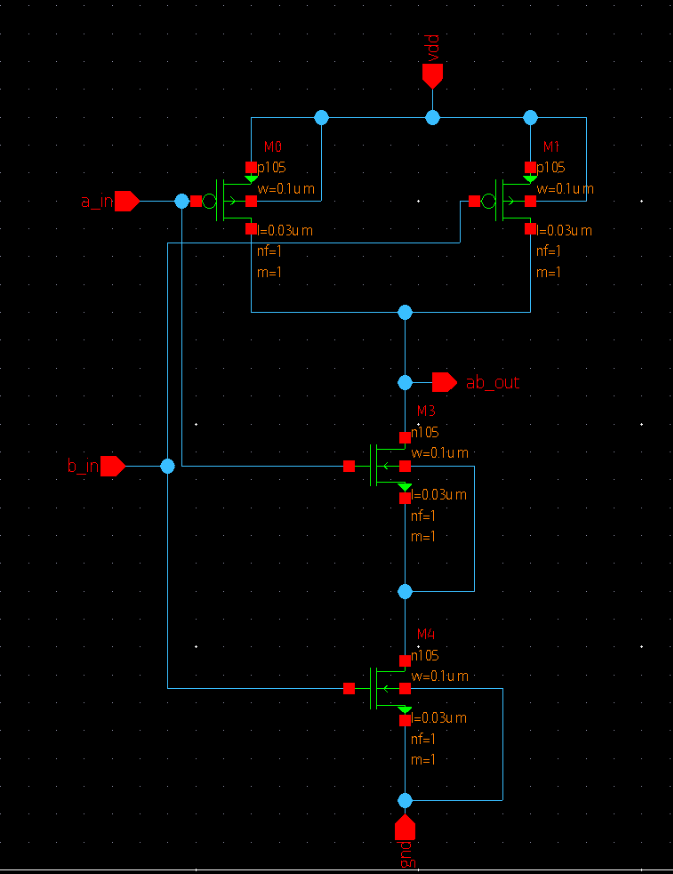 vdd
M0
p105
w=0.1um
l=0.03um
nf=1
m=1
M1
p105
w=0.1um
l=0.03um
nf=1
m=1
a_in
ab_out
M3
n105
w=0.1um
l=0.03um
nf=1
m=1
b_in
M4
n105
w=0.1um
l=0.03um
nf=1
m=1
gnd